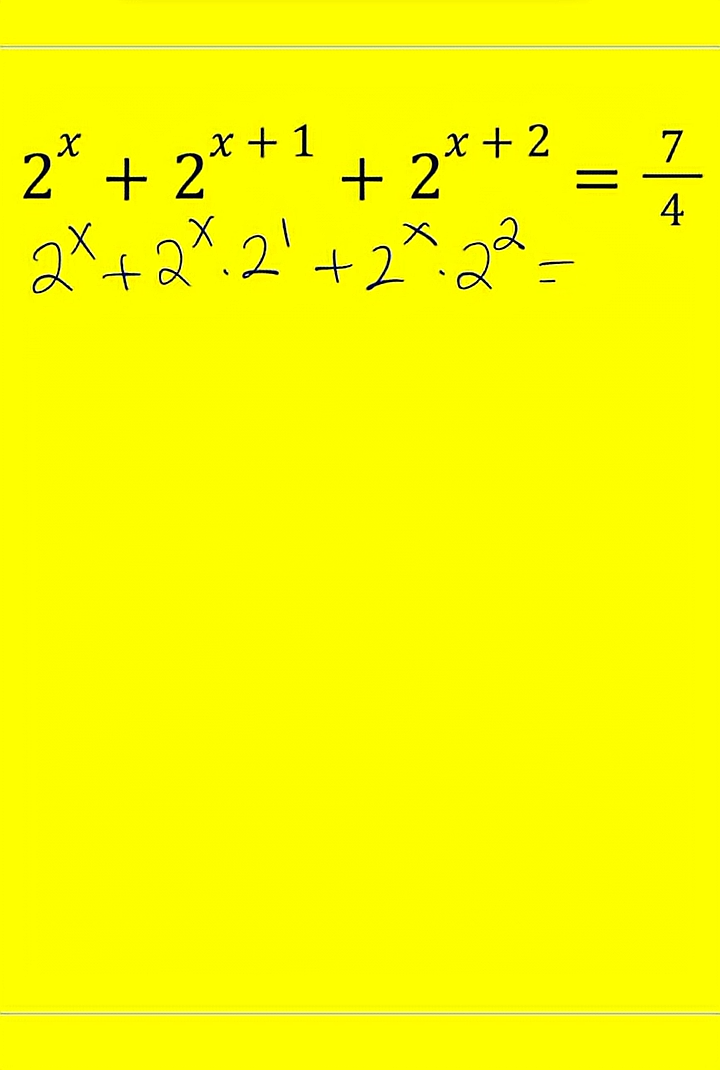 2^x + 2^(x + 1) + 2^(x + 2) = 7/4
2^x + 2^x · 2^1 + 2^x · 2^2 =